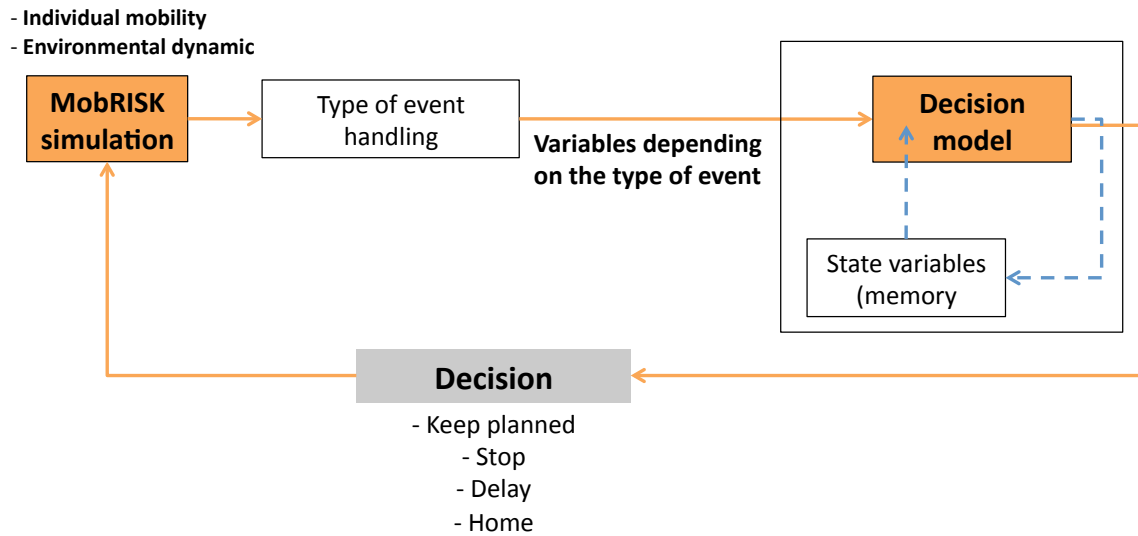 - Individual mobility
- Environmental dynamic
MobRISK
simulation
Type of event
handling
Variables depending
on the type of event
Decision
model
State variables
(memory
Decision
- Keep planned
- Stop
- Delay
- Home